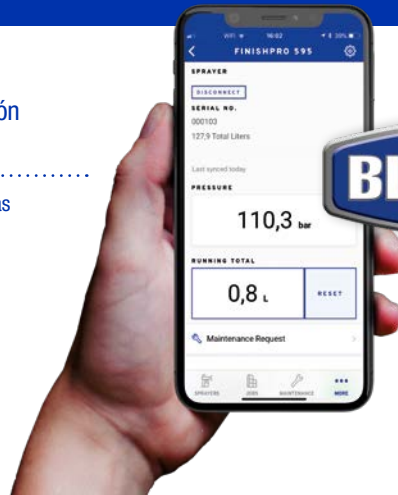 ón
as
WiFi 16:02 30%
FINISHPRO 595
SPRAYER
DISCONNECT
SERIAL NO.
000103
127,9 Total Liters
Last synced today
PRESSURE
110,3 bar
RUNNING TOTAL
0,8 L
RESET
Maintenance Request
SPRAYERS JOBS MAINTENANCE MORE